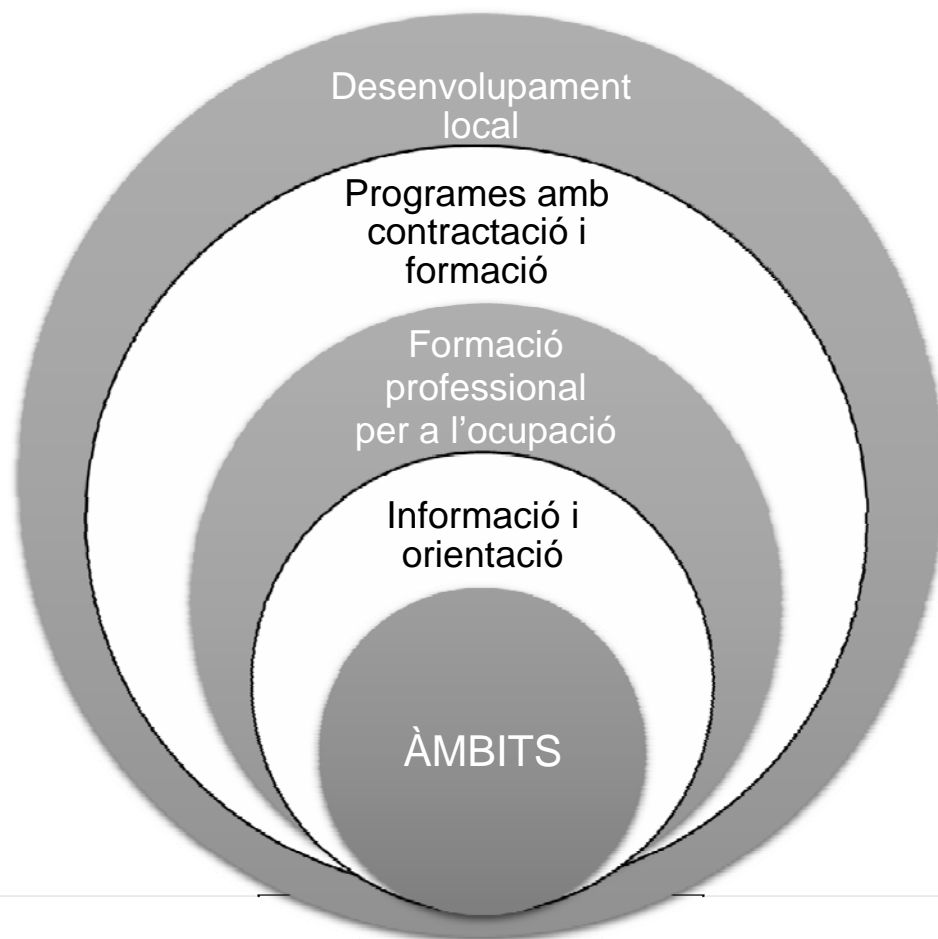 Desenvolupament
local
Programes amb
contractació i
formació
Formació
professional
per a l’ocupació
Informació i
orientació
ÀMBITS